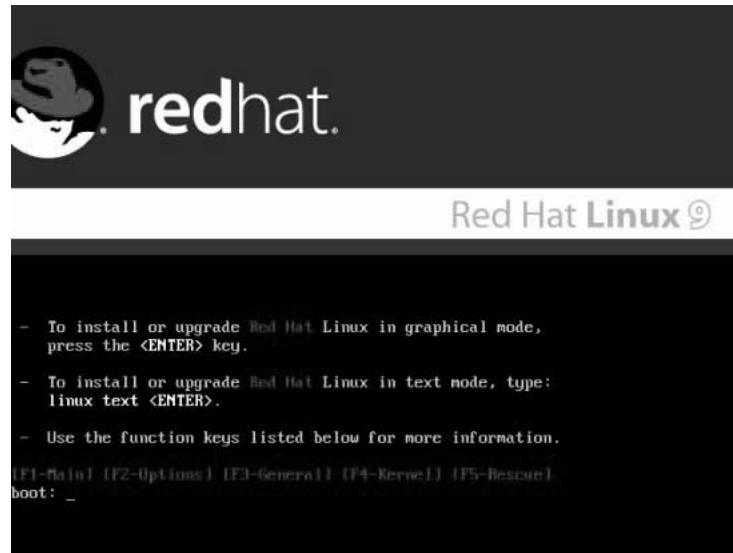 redhat.
Red Hat Linux 9
- To install or upgrade Red Hat Linux in graphical mode,
press the <ENTER> key.
- To install or upgrade Red Hat Linux in text mode, type:
linux text <ENTER>.
- Use the function keys listed below for more information.
[F1-Main] [F2-Options] [F3-General] [F4-Kernel] [F5-Rescue]
boot: _